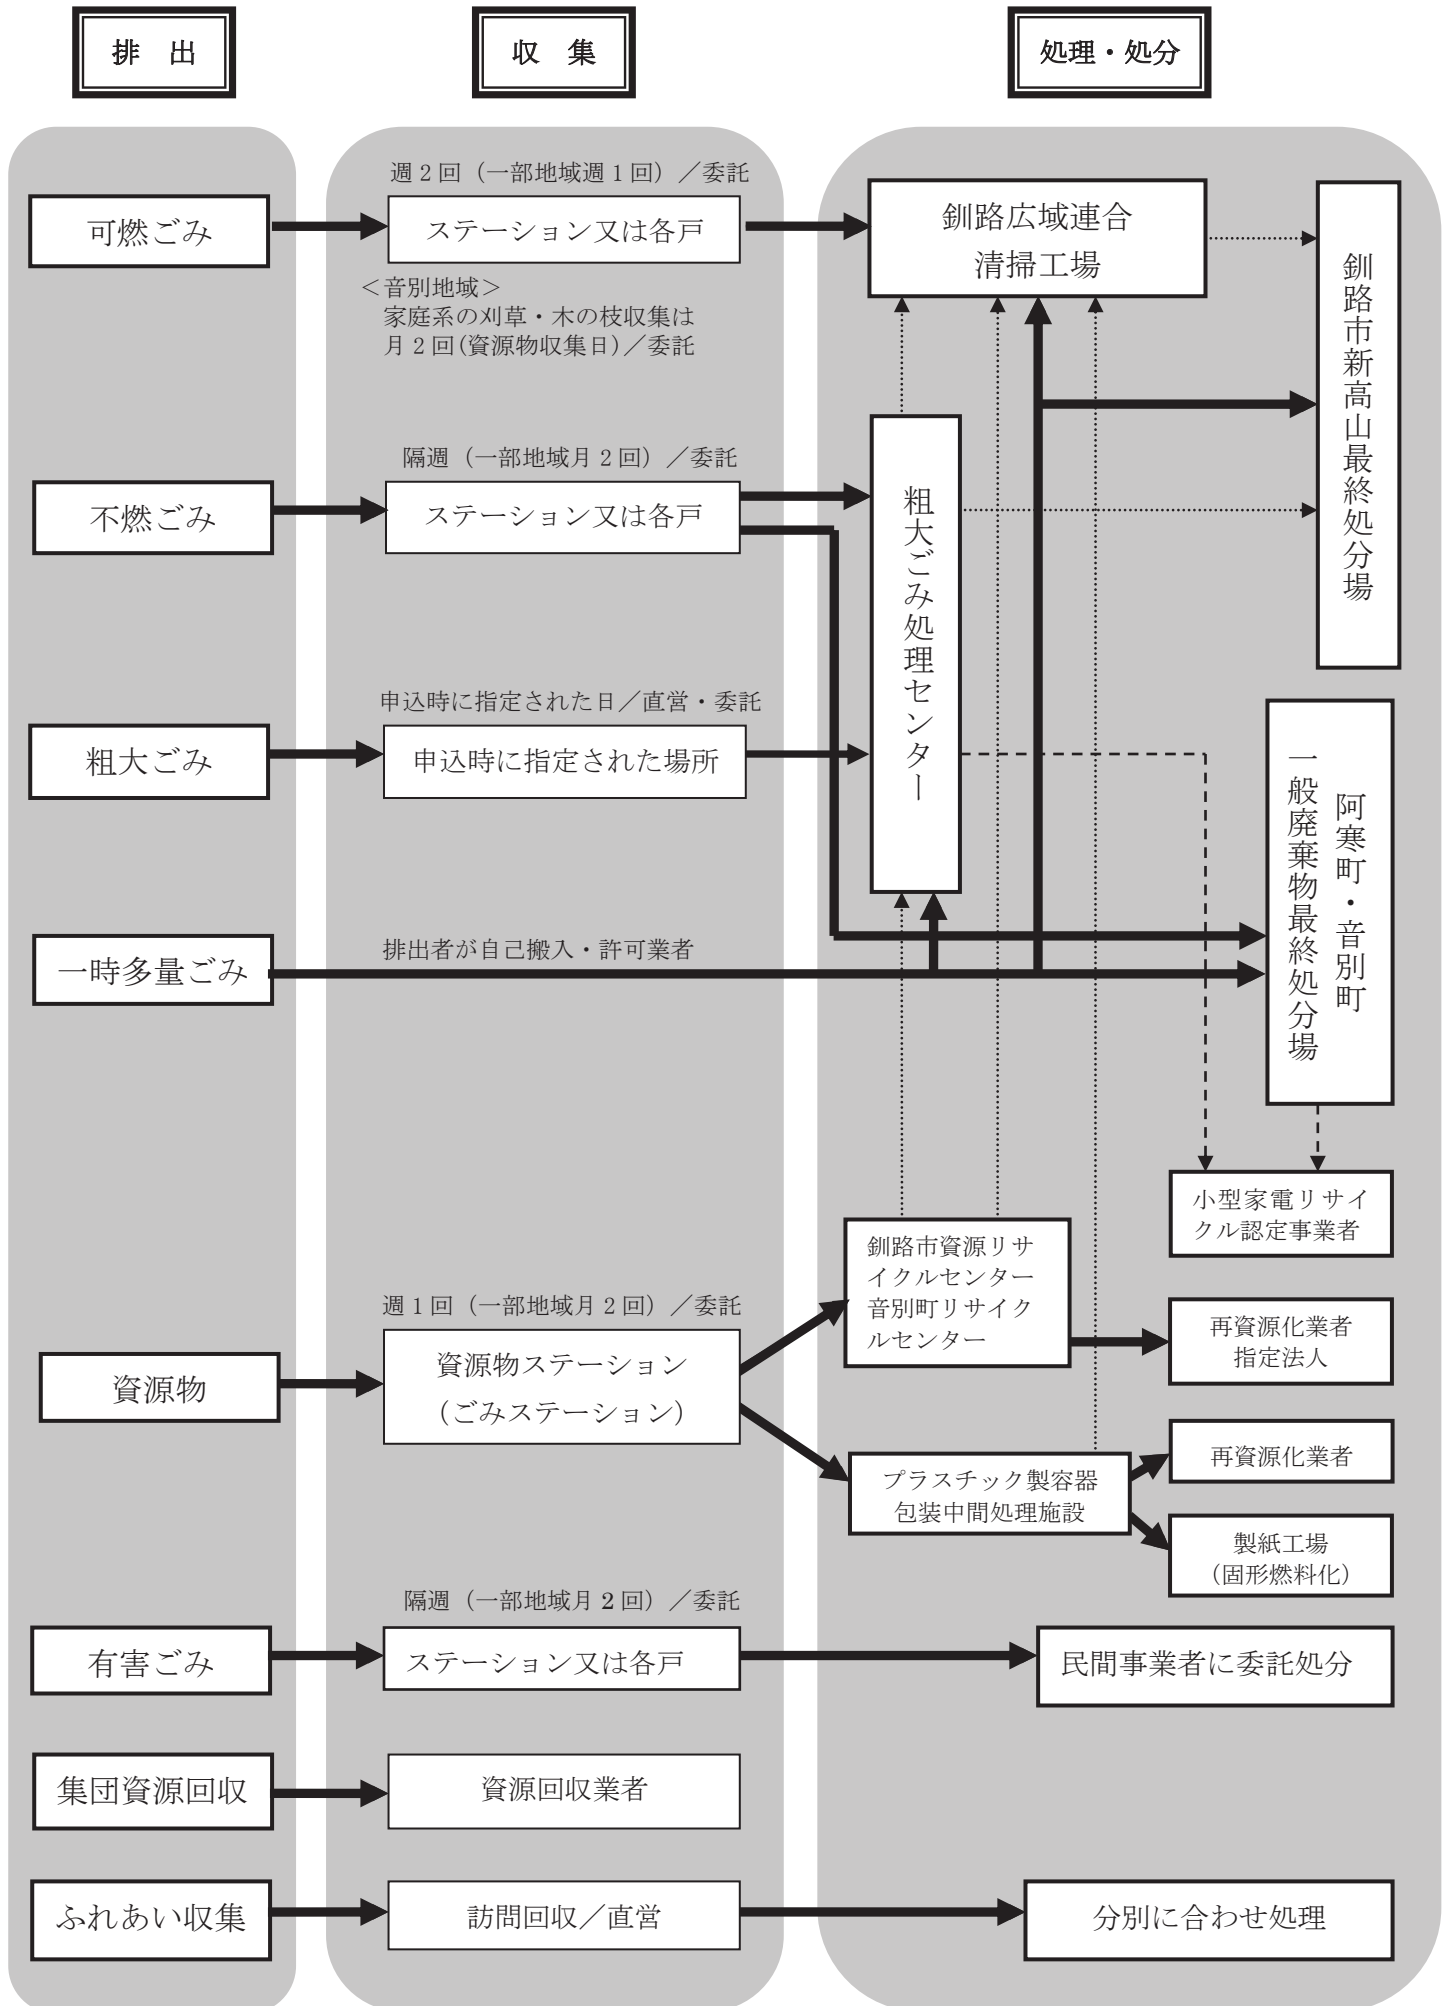 排　出
収　集
処理・処分
可燃ごみ
週２回（一部地域週１回）／委託
ステーション又は各戸
＜音別地域＞
家庭系の刈草・木の枝収集は
月２回(資源物収集日)／委託
釧路広域連合
清掃工場
釧路市新高山最終処分場
不燃ごみ
隔週（一部地域月２回）／委託
ステーション又は各戸
粗大ごみ処理センター
粗大ごみ
申込時に指定された日／直営・委託
申込時に指定された場所
阿寒町・音別町
一般廃棄物最終処分場
一時多量ごみ
排出者が自己搬入・許可業者
小型家電リサイ
クル認定事業者
資源物
週１回（一部地域月２回）／委託
資源物ステーション
（ごみステーション）
釧路市資源リサ
イクルセンター
音別町リサイク
ルセンター
再資源化業者
指定法人
プラスチック製容器
包装中間処理施設
再資源化業者
製紙工場
（固形燃料化）
有害ごみ
隔週（一部地域月２回）／委託
ステーション又は各戸
民間事業者に委託処分
集団資源回収
資源回収業者
ふれあい収集
訪問回収／直営
分別に合わせ処理